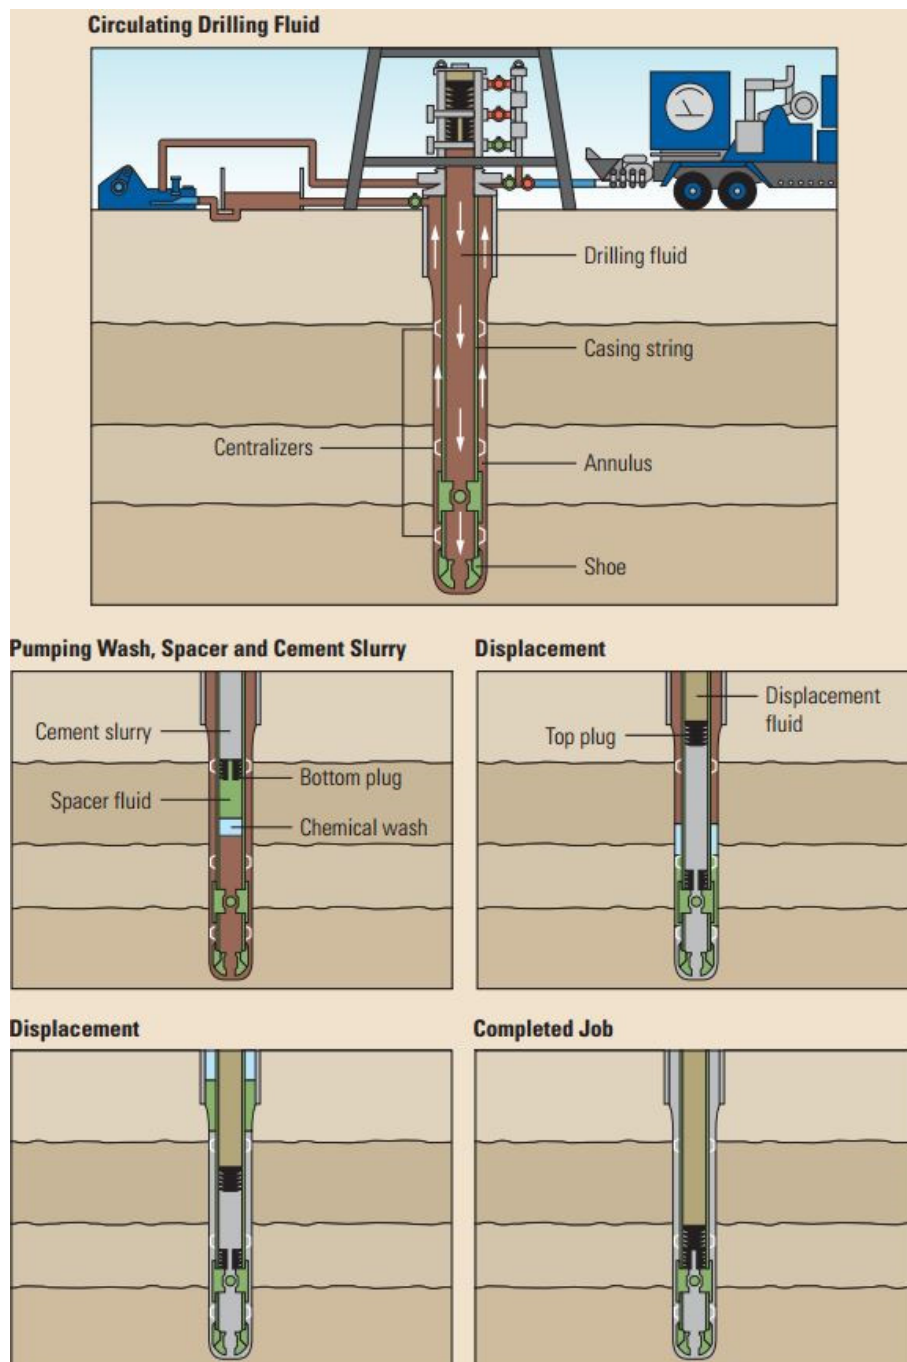 Circulating Drilling Fluid
Drilling fluid
Casing string
Centralizers
Annulus
Shoe
Pumping Wash, Spacer and Cement Slurry
Cement slurry
Bottom plug
Spacer fluid
Chemical wash
Displacement
Displacement
fluid
Top plug
Displacement
Completed Job